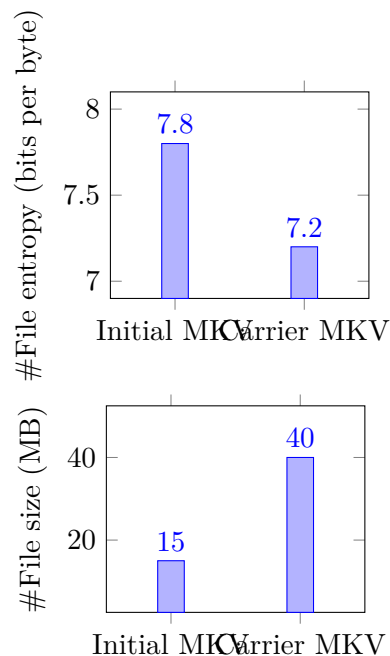 #File entropy (bits per byte)
8
7.5
7
7.8
7.2
Initial MKV
Carrier MKV
#File size (MB)
40
20
15
40
Initial MKV
Carrier MKV